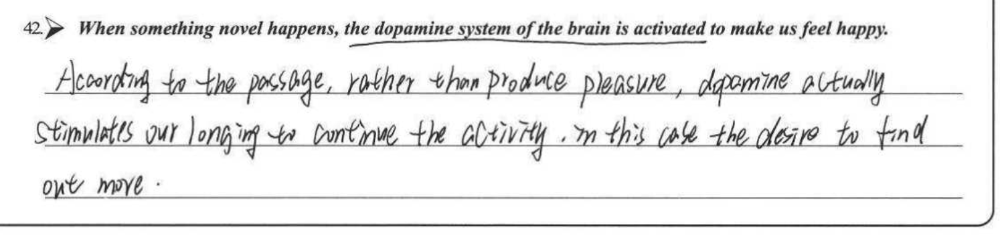 42. ➤ When something novel happens, the dopamine system of the brain is activated to make us feel happy.
Acoording to the passage, rather than produce pleasure, dopamine actually
stimulates our longing to continue the activity. in this case the desire to find
out more.